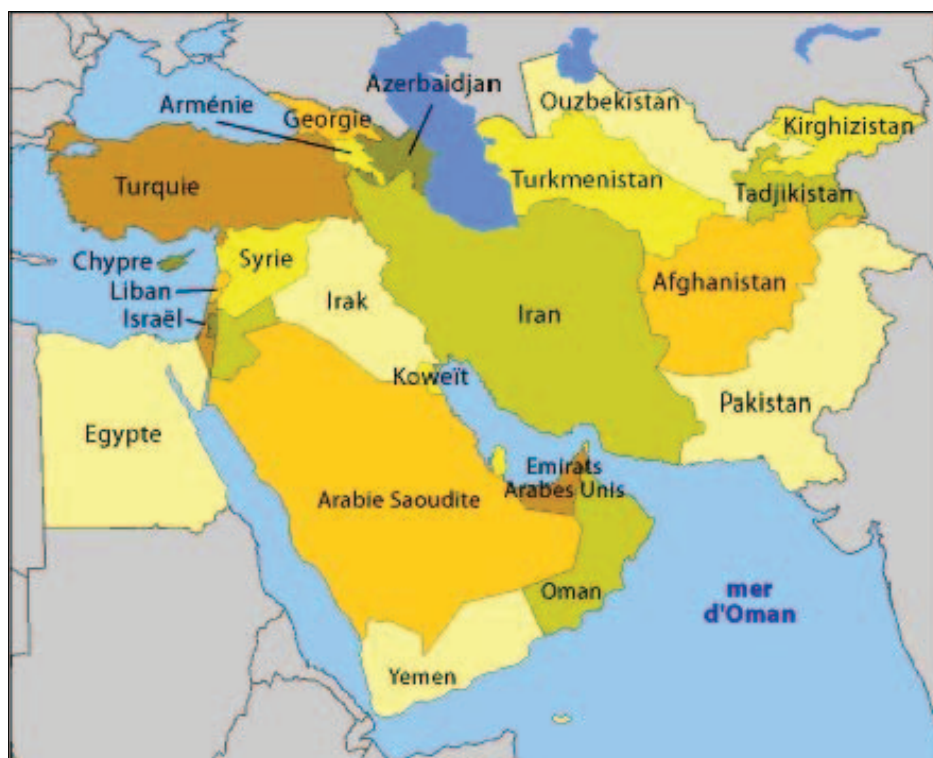 Azerbaidjan
Arménie
Georgie
Ouzbekistan
Kirghizistan
Turquie
Turkmenistan
Tadjikistan
Chypre
Syrie
Liban
Israël
Irak
Iran
Afghanistan
Koweït
Pakistan
Egypte
Arabie Saoudite
Emirats
Arabes Unis
Oman
mer
d'Oman
Yemen